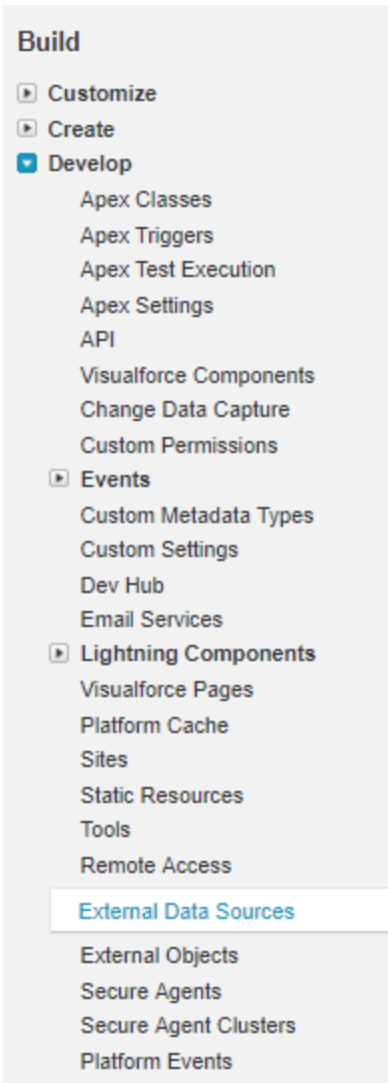 Build
Customize
Create
Develop
Apex Classes
Apex Triggers
Apex Test Execution
Apex Settings
API
Visualforce Components
Change Data Capture
Custom Permissions
Events
Custom Metadata Types
Custom Settings
Dev Hub
Email Services
Lightning Components
Visualforce Pages
Platform Cache
Sites
Static Resources
Tools
Remote Access
External Data Sources
External Objects
Secure Agents
Secure Agent Clusters
Platform Events